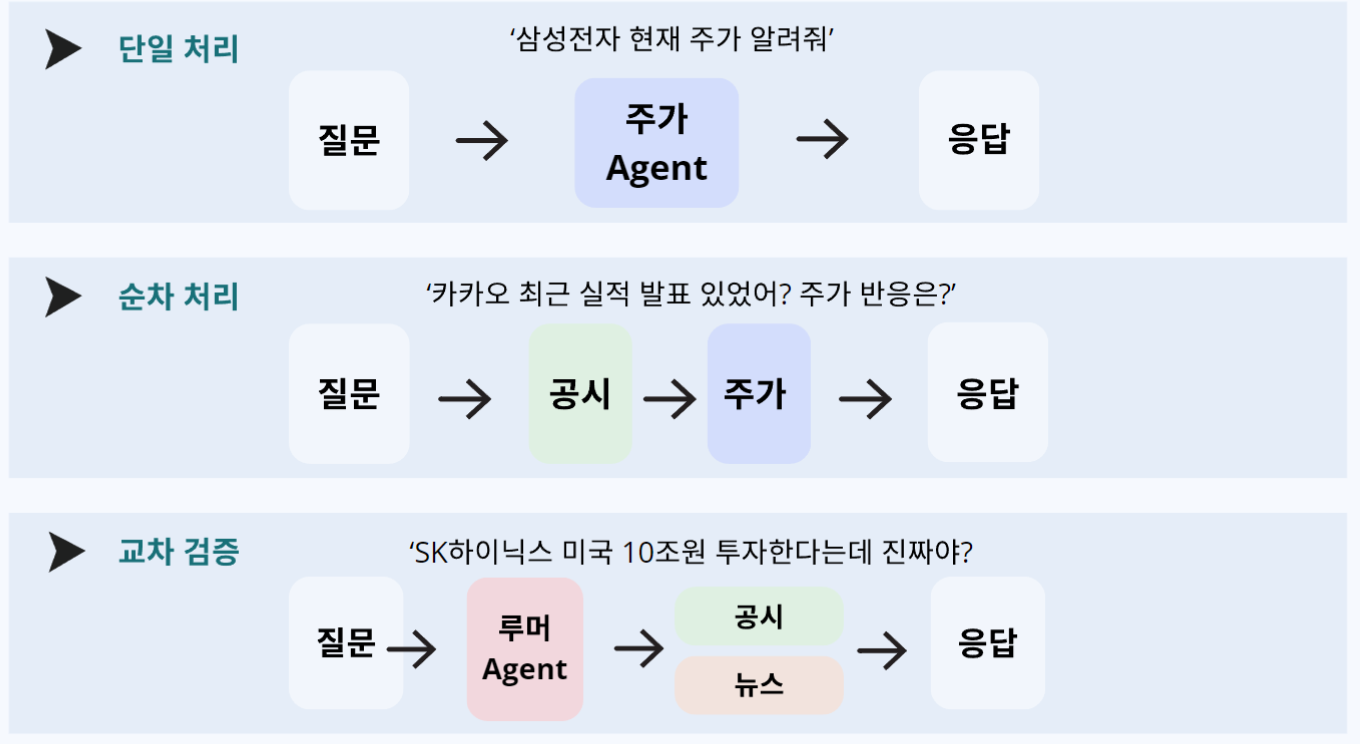 단일 처리
‘삼성전자 현재 주가 알려줘’
질문
주가
Agent
응답
순차 처리
‘카카오 최근 실적 발표 있었어? 주가 반응은?’
질문
공시
주가
응답
교차 검증
‘SK하이닉스 미국 10조원 투자한다는데 진짜야?
질문
루머
Agent
공시
뉴스
응답